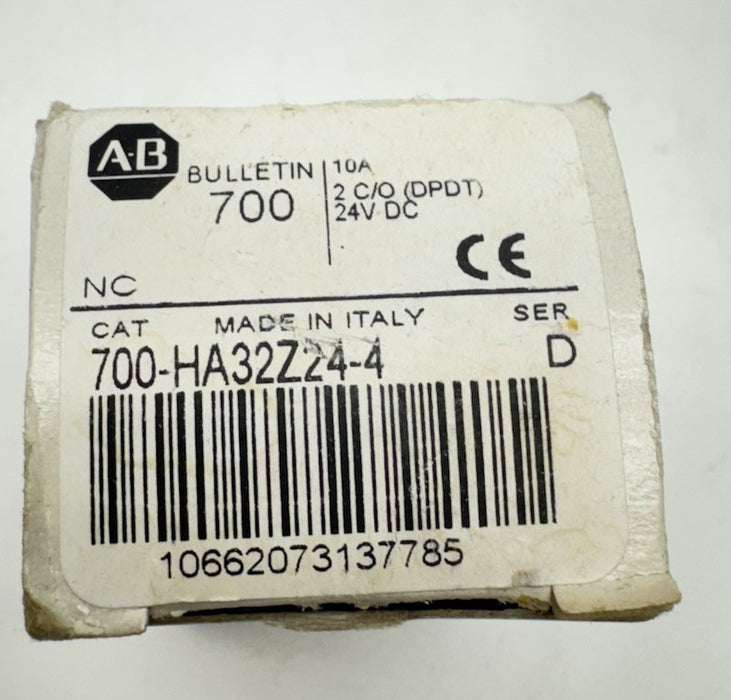 A-B
BULLETIN
700
10A
2 C/O (DPDT)
24V DC
CE
NC
CAT MADE IN ITALY SER
700-HA32Z24-4 D
10662073137785